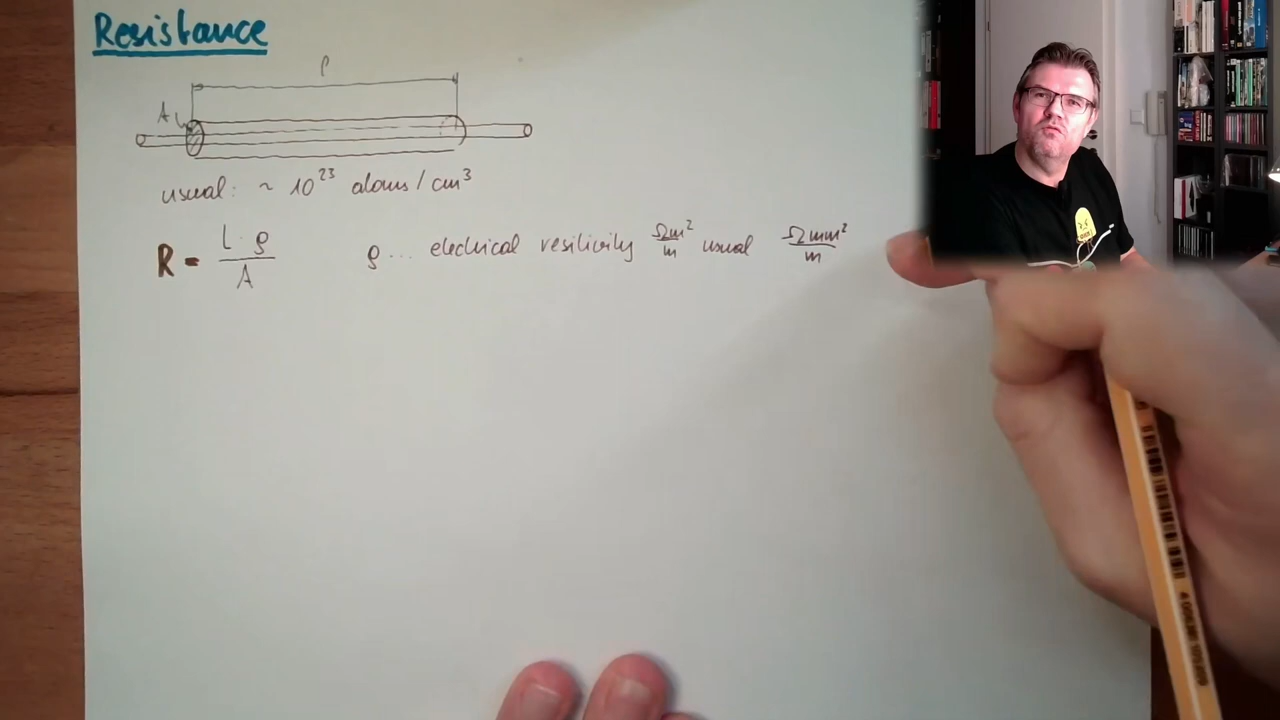 Resistance
l
A
usual: ~ 10²³ atoms / cm³
R = L · ρ / A
ρ ... electrical resitivity Ωm²/m usual Ωmm²/m